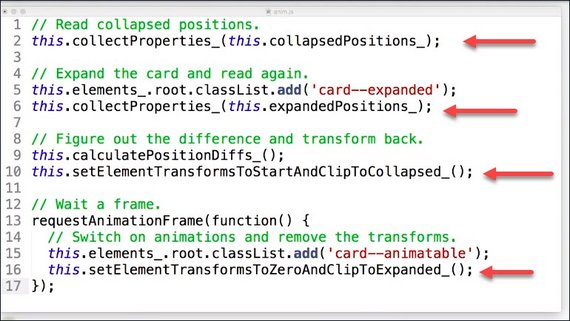 anim.js
1 // Read collapsed positions.
2 this.collectProperties_(this.collapsedPositions_);
3
4 // Expand the card and read again.
5 this.elements_.root.classList.add('card--expanded');
6 this.collectProperties_(this.expandedPositions_);
7
8 // Figure out the difference and transform back.
9 this.calculatePositionDiffs_();
10 this.setElementTransformsToStartAndClipToCollapsed_();
11
12 // Wait a frame.
13 requestAnimationFrame(function() {
14 // Switch on animations and remove the transforms.
15 this.elements_.root.classList.add('card--animatable');
16 this.setElementTransformsToZeroAndClipToExpanded_();
17 });